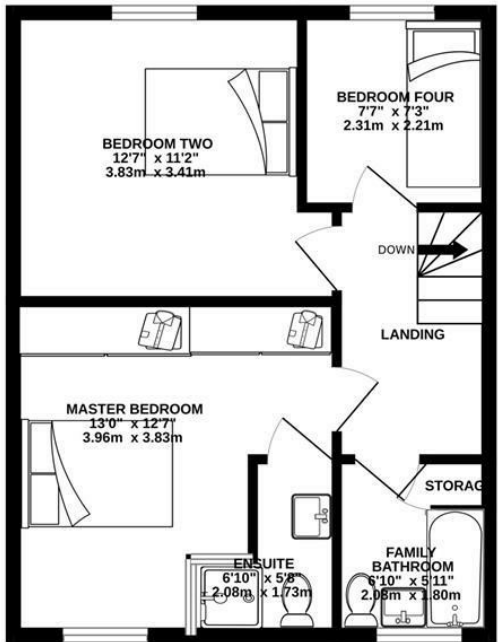 BEDROOM FOUR
7'7" x 7'3"
2.31m x 2.21m
BEDROOM TWO
12'7" x 11'2"
3.83m x 3.41m
DOWN
LANDING
MASTER BEDROOM
13'0" x 12'7"
3.96m x 3.83m
STORAG
ENSUITE
6'10" x 5'8"
2.08m x 1.73m
FAMILY
BATHROOM
6'10" x 5'11"
2.08m x 1.80m